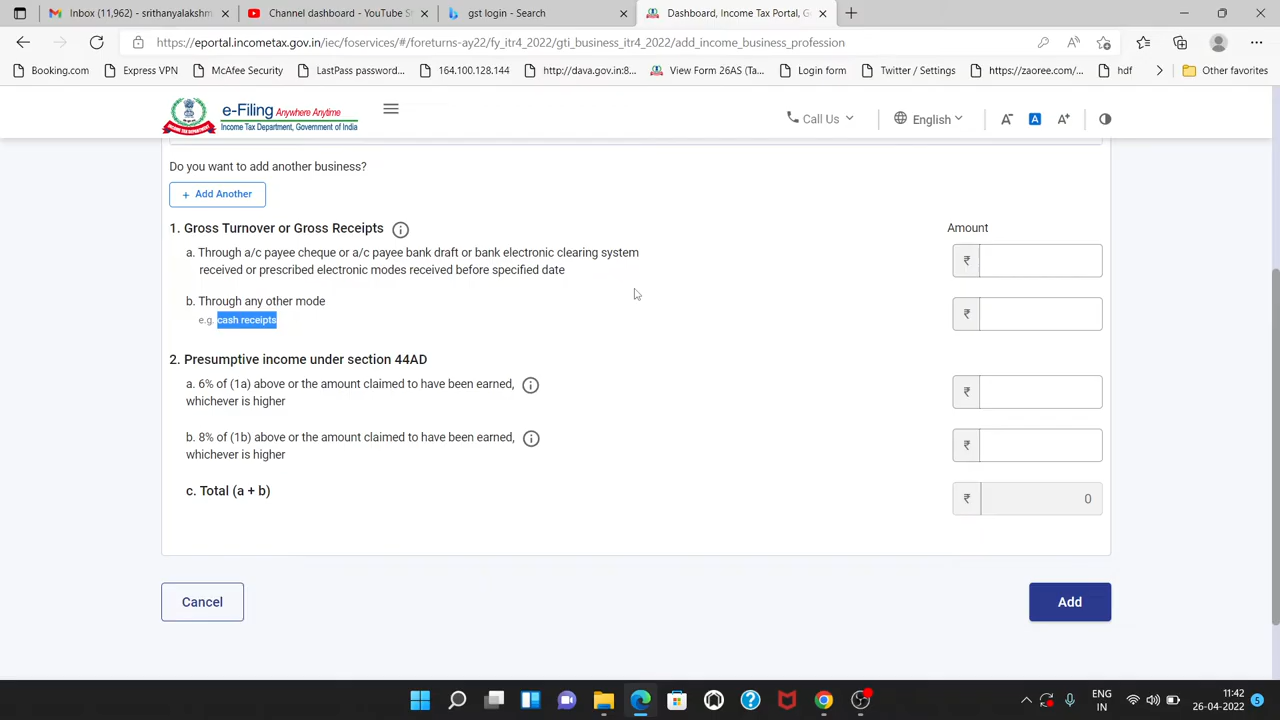 Inbox (11,962) - srithanyalakshm
Channel dashboard - YouTube S
gst login - Search
Dashboard, Income Tax Portal, G
https://eportal.incometax.gov.in/iec/foservices/#/foreturns-ay22/fy_itr4_2022/gti_business_itr4_2022/add_income_business_profession
Booking.com
Express VPN
McAfee Security
LastPass password...
164.100.128.144
http://dava.gov.in:8...
View Form 26AS (Ta...
Login form
Twitter / Settings
https://zaoree.com/...
hdf
Other favorites
e-Filing Anywhere Anytime
Income Tax Department, Government of India
Call Us
English
A-
A
A+
Do you want to add another business?
+ Add Another
1. Gross Turnover or Gross Receipts
Amount
a. Through a/c payee cheque or a/c payee bank draft or bank electronic clearing system
received or prescribed electronic modes received before specified date
₹
b. Through any other mode
₹
e.g. cash receipts
2. Presumptive income under section 44AD
a. 6% of (1a) above or the amount claimed to have been earned,
whichever is higher
₹
b. 8% of (1b) above or the amount claimed to have been earned,
whichever is higher
₹
c. Total (a + b)
₹ 0
Cancel
Add
ENG
IN
11:42
26-04-2022
5